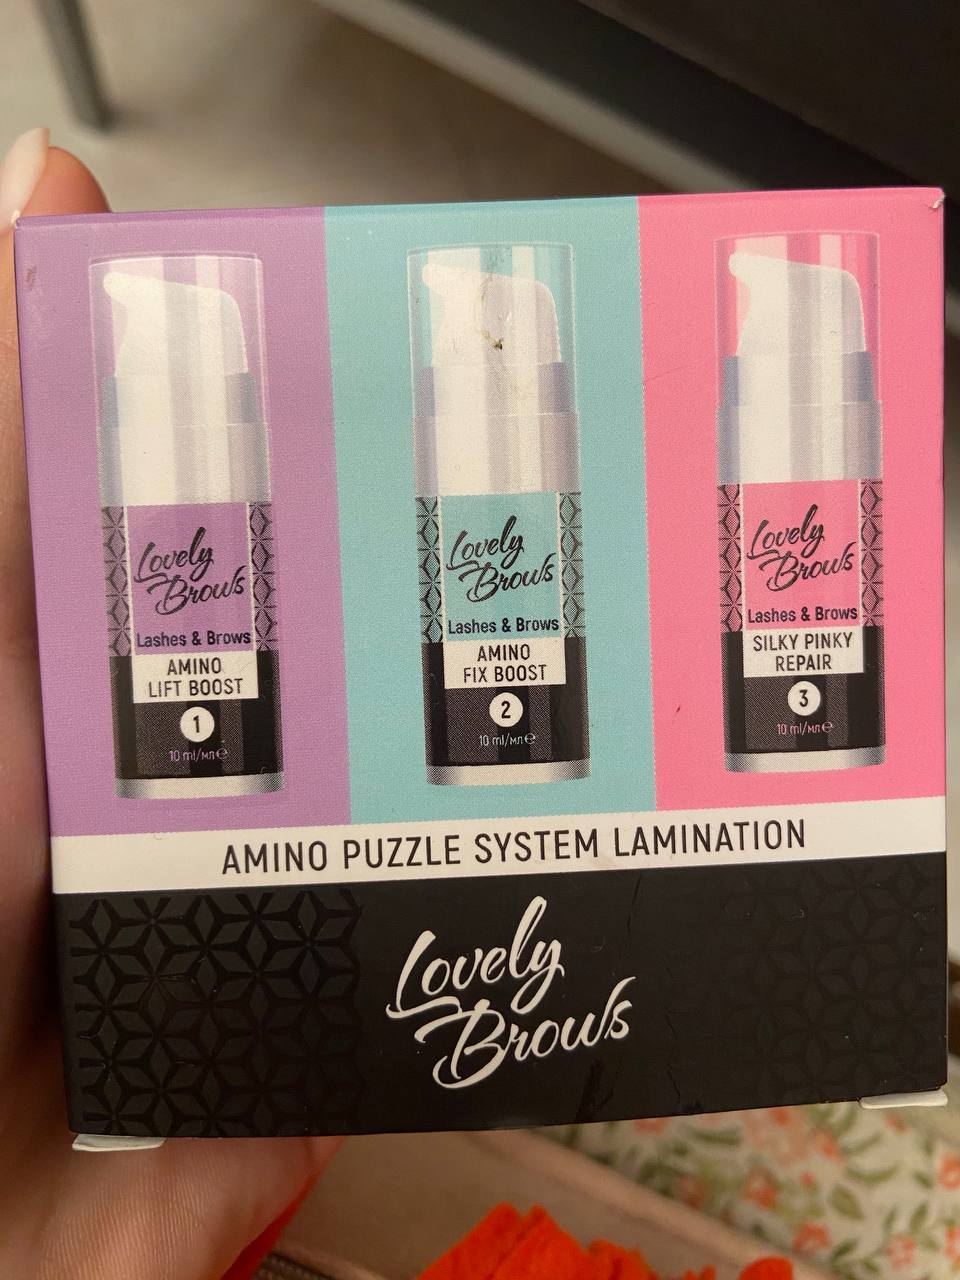 Lovely
Brows
Lashes & Brows
AMINO
LIFT BOOST
1
10 ml/мл℮
Lovely
Brows
Lashes & Brows
AMINO
FIX BOOST
2
10 ml/мл℮
Lovely
Brows
Lashes & Brows
SILKY PINKY
REPAIR
3
10 ml/мл℮
AMINO PUZZLE SYSTEM LAMINATION
Lovely
Brows